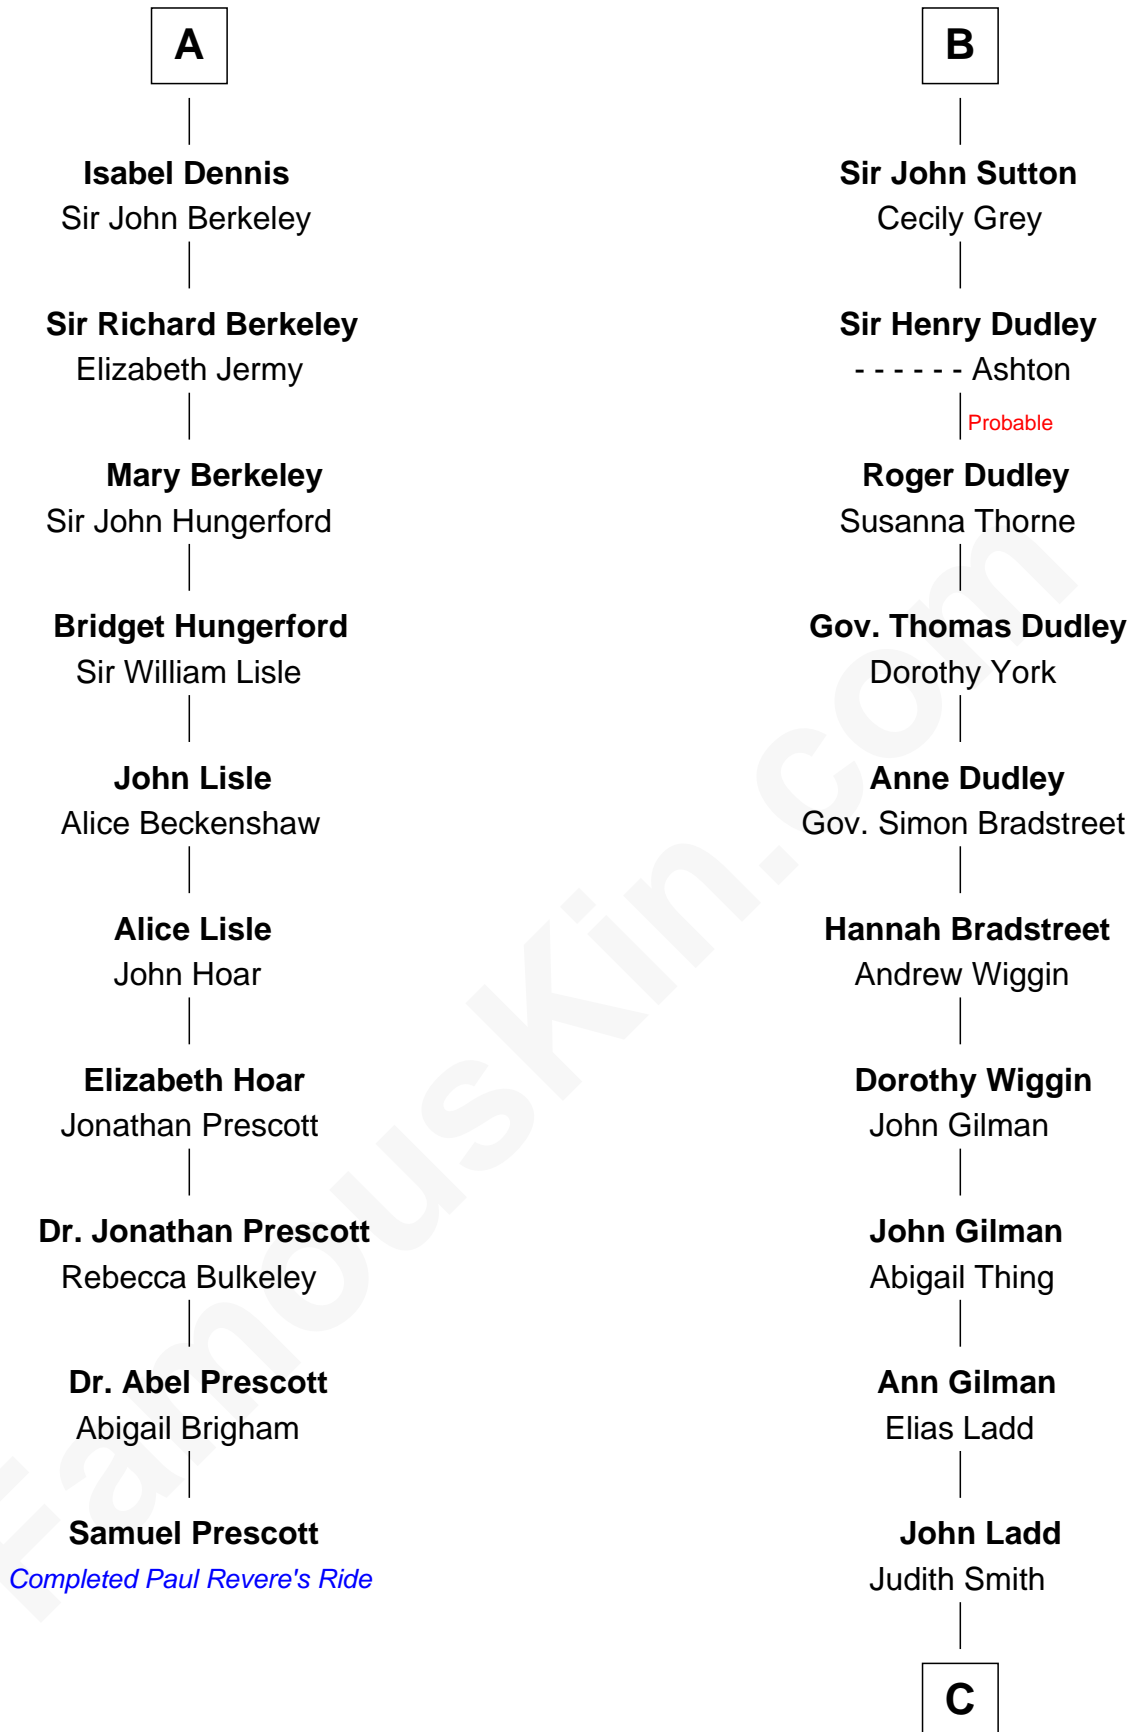 A
Isabel Dennis
Sir John Berkeley
Sir Richard Berkeley
Elizabeth Jermy
Mary Berkeley
Sir John Hungerford
Bridget Hungerford
Sir William Lisle
John Lisle
Alice Beckenshaw
Alice Lisle
John Hoar
Elizabeth Hoar
Jonathan Prescott
Dr. Jonathan Prescott
Rebecca Bulkeley
Dr. Abel Prescott
Abigail Brigham
Samuel Prescott
Completed Paul Revere's Ride
B
Sir John Sutton
Cecily Grey
Sir Henry Dudley
- - - - - - Ashton
Probable
Roger Dudley
Susanna Thorne
Gov. Thomas Dudley
Dorothy York
Anne Dudley
Gov. Simon Bradstreet
Hannah Bradstreet
Andrew Wiggin
Dorothy Wiggin
John Gilman
John Gilman
Abigail Thing
Ann Gilman
Elias Ladd
John Ladd
Judith Smith
C
FamousKin.com